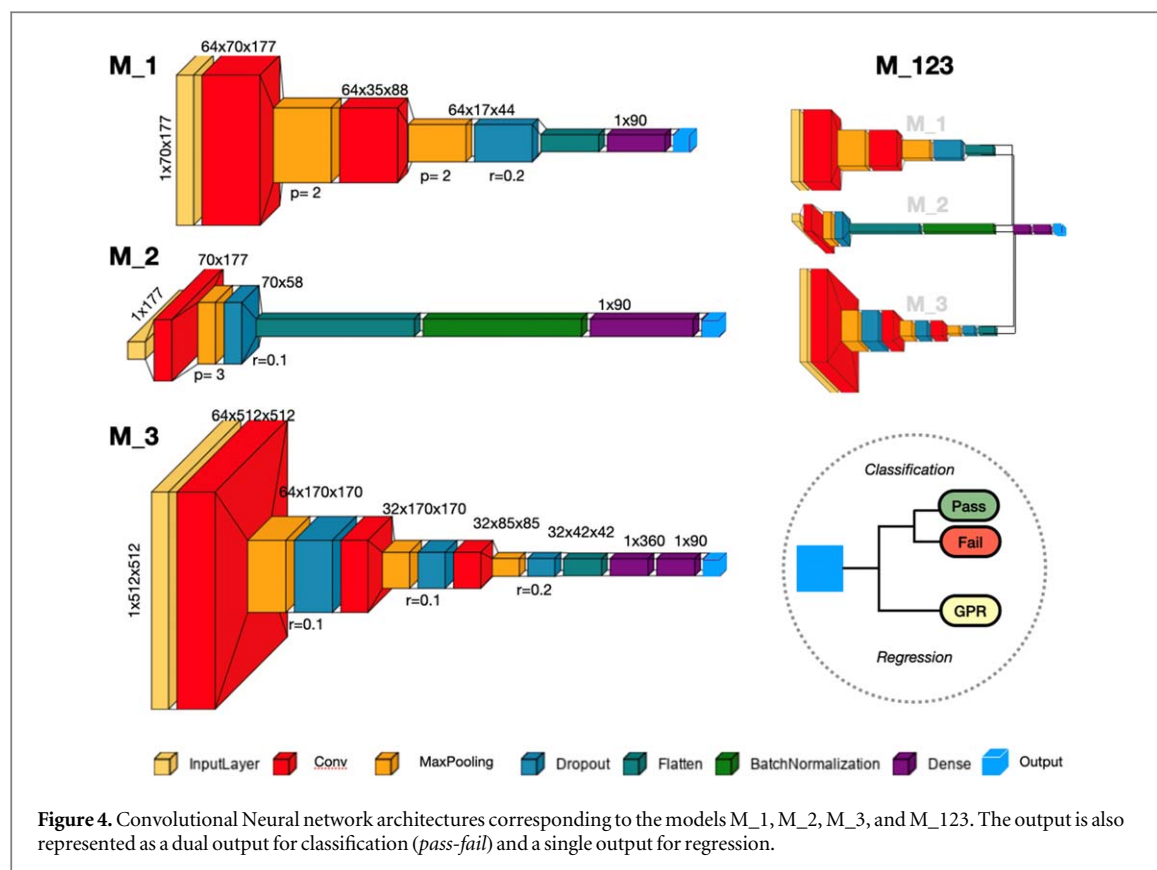 M_1
64x70x177
1x70x177
64x35x88
64x17x44
1x90
p= 2
p= 2
r=0.2
M_2
1x177
70x177
70x58
1x90
p= 3
r=0.1
M_3
64x512x512
1x512x512
64x170x170
32x170x170
32x85x85
32x42x42
1x360
1x90
r=0.1
r=0.1
r=0.2
M_123
M_1
M_2
M_3
Classification
Pass
Fail
GPR
Regression
InputLayer
Conv
MaxPooling
Dropout
Flatten
BatchNormalization
Dense
Output
Figure 4. Convolutional Neural network architectures corresponding to the models M_1, M_2, M_3, and M_123. The output is also
represented as a dual output for classification (pass-fail) and a single output for regression.